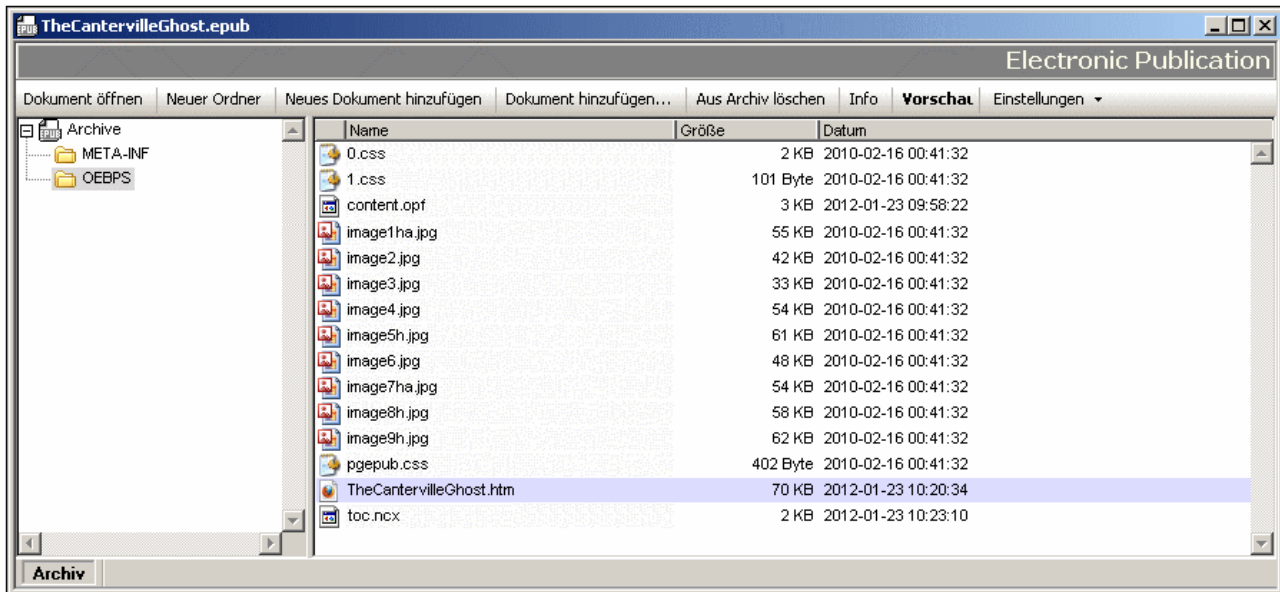 TheCantervilleGhost.epub
Electronic Publication
Dokument öffnen Neuer Ordner Neues Dokument hinzufügen Dokument hinzufügen... Aus Archiv löschen Info Vorschau Einstellungen
Archive
META-INF
OEBPS
Name Größe Datum
0.css 2 KB 2010-02-16 00:41:32
1.css 101 Byte 2010-02-16 00:41:32
content.opf 3 KB 2012-01-23 09:58:22
image1ha.jpg 55 KB 2010-02-16 00:41:32
image2.jpg 42 KB 2010-02-16 00:41:32
image3.jpg 33 KB 2010-02-16 00:41:32
image4.jpg 54 KB 2010-02-16 00:41:32
image5h.jpg 61 KB 2010-02-16 00:41:32
image6.jpg 48 KB 2010-02-16 00:41:32
image7ha.jpg 54 KB 2010-02-16 00:41:32
image8h.jpg 58 KB 2010-02-16 00:41:32
image9h.jpg 62 KB 2010-02-16 00:41:32
pgepub.css 402 Byte 2010-02-16 00:41:32
TheCantervilleGhost.htm 70 KB 2012-01-23 10:20:34
toc.ncx 2 KB 2012-01-23 10:23:10
Archiv